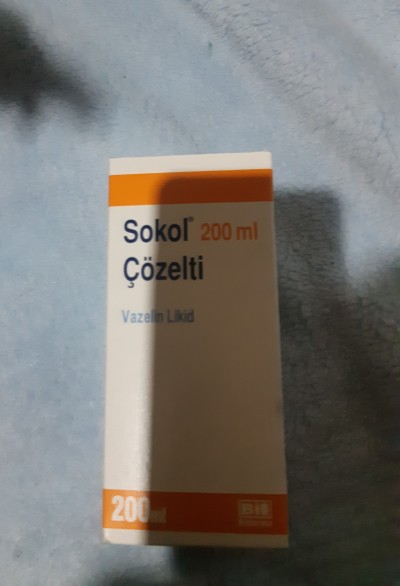 Sokol® 200 ml
Çözelti
Vazelin Likid
200 ml